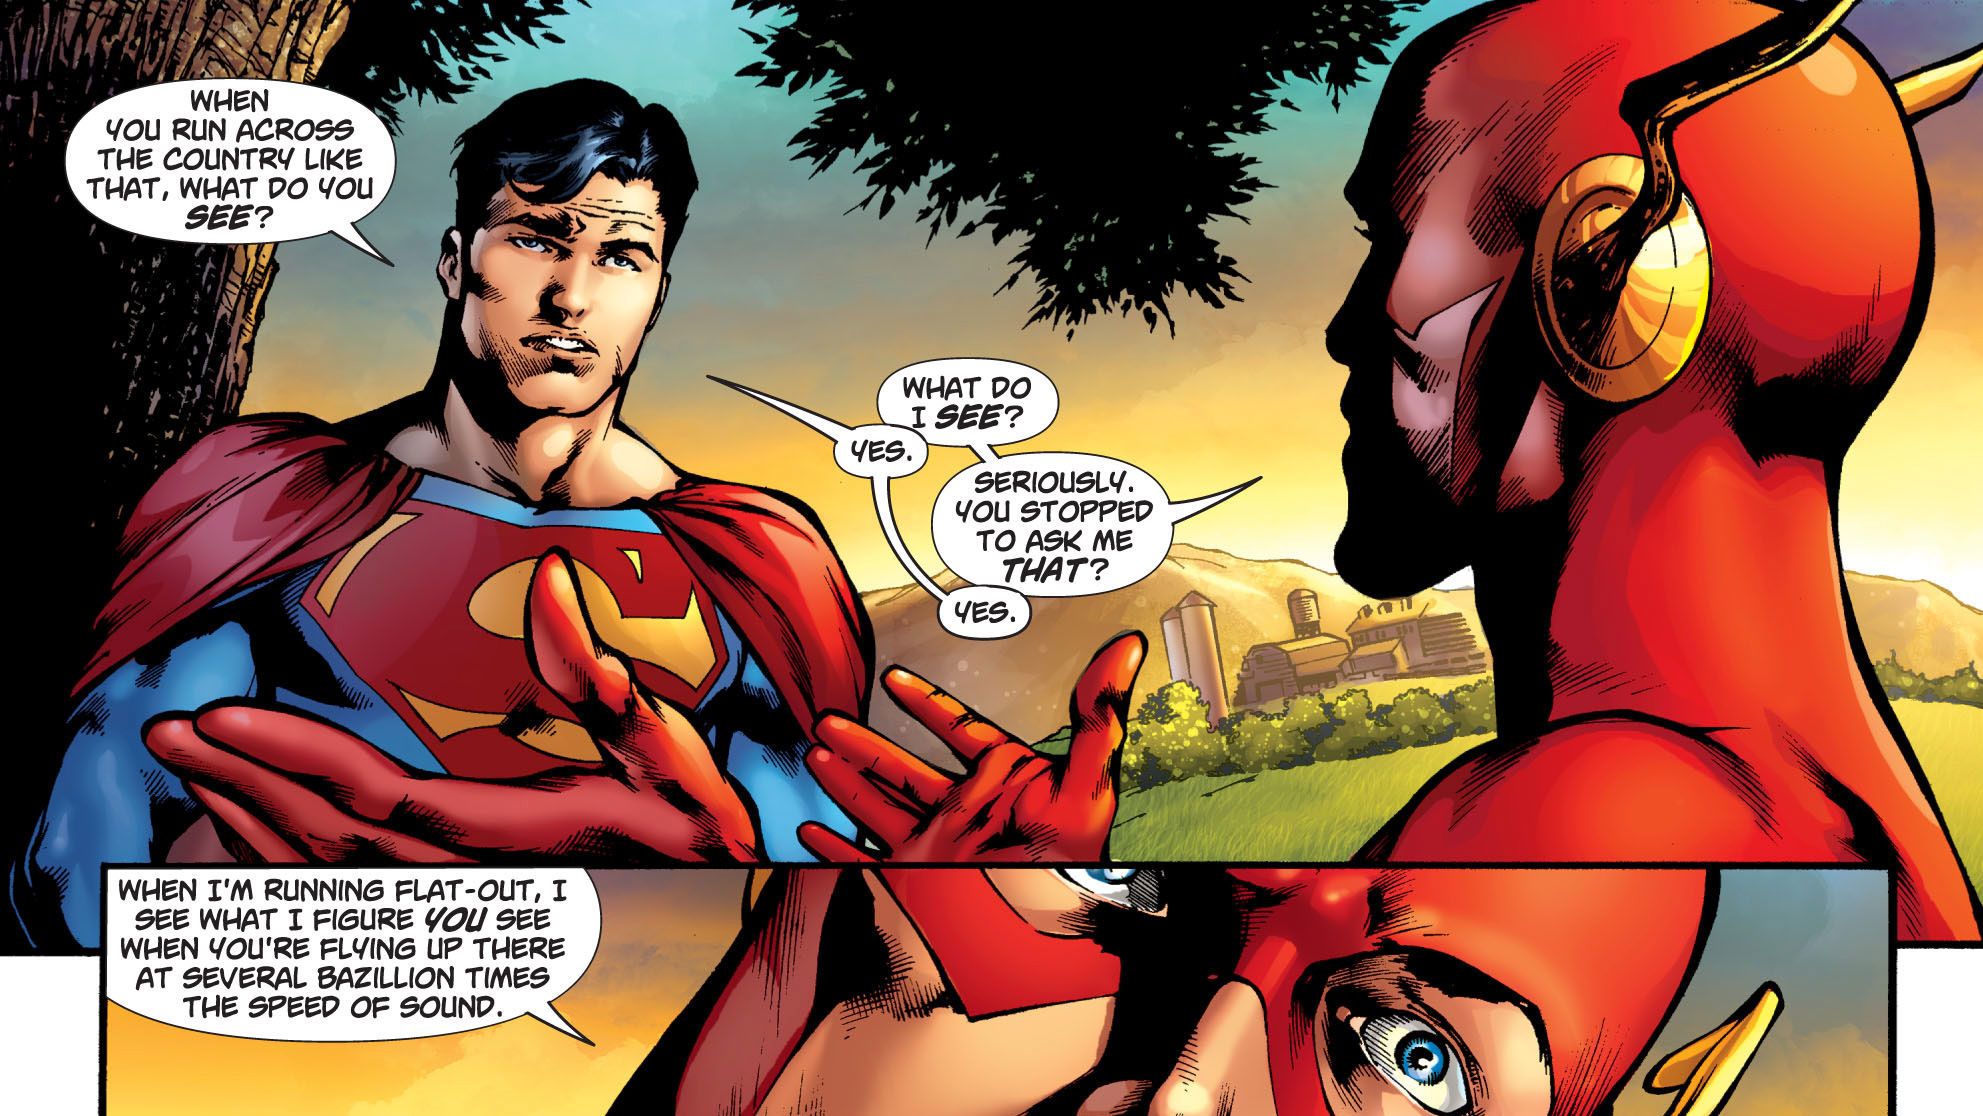 WHEN
YOU RUN ACROSS
THE COUNTRY LIKE
THAT, WHAT DO YOU
SEE?
WHAT DO
I SEE?
YES.
SERIOUSLY.
YOU STOPPED
TO ASK ME
THAT?
YES.
S
WHEN I'M RUNNING FLAT-OUT, I
SEE WHAT I FIGURE YOU SEE
WHEN YOU'RE FLYING UP THERE
AT SEVERAL BAZILLION TIMES
THE SPEED OF SOUND.